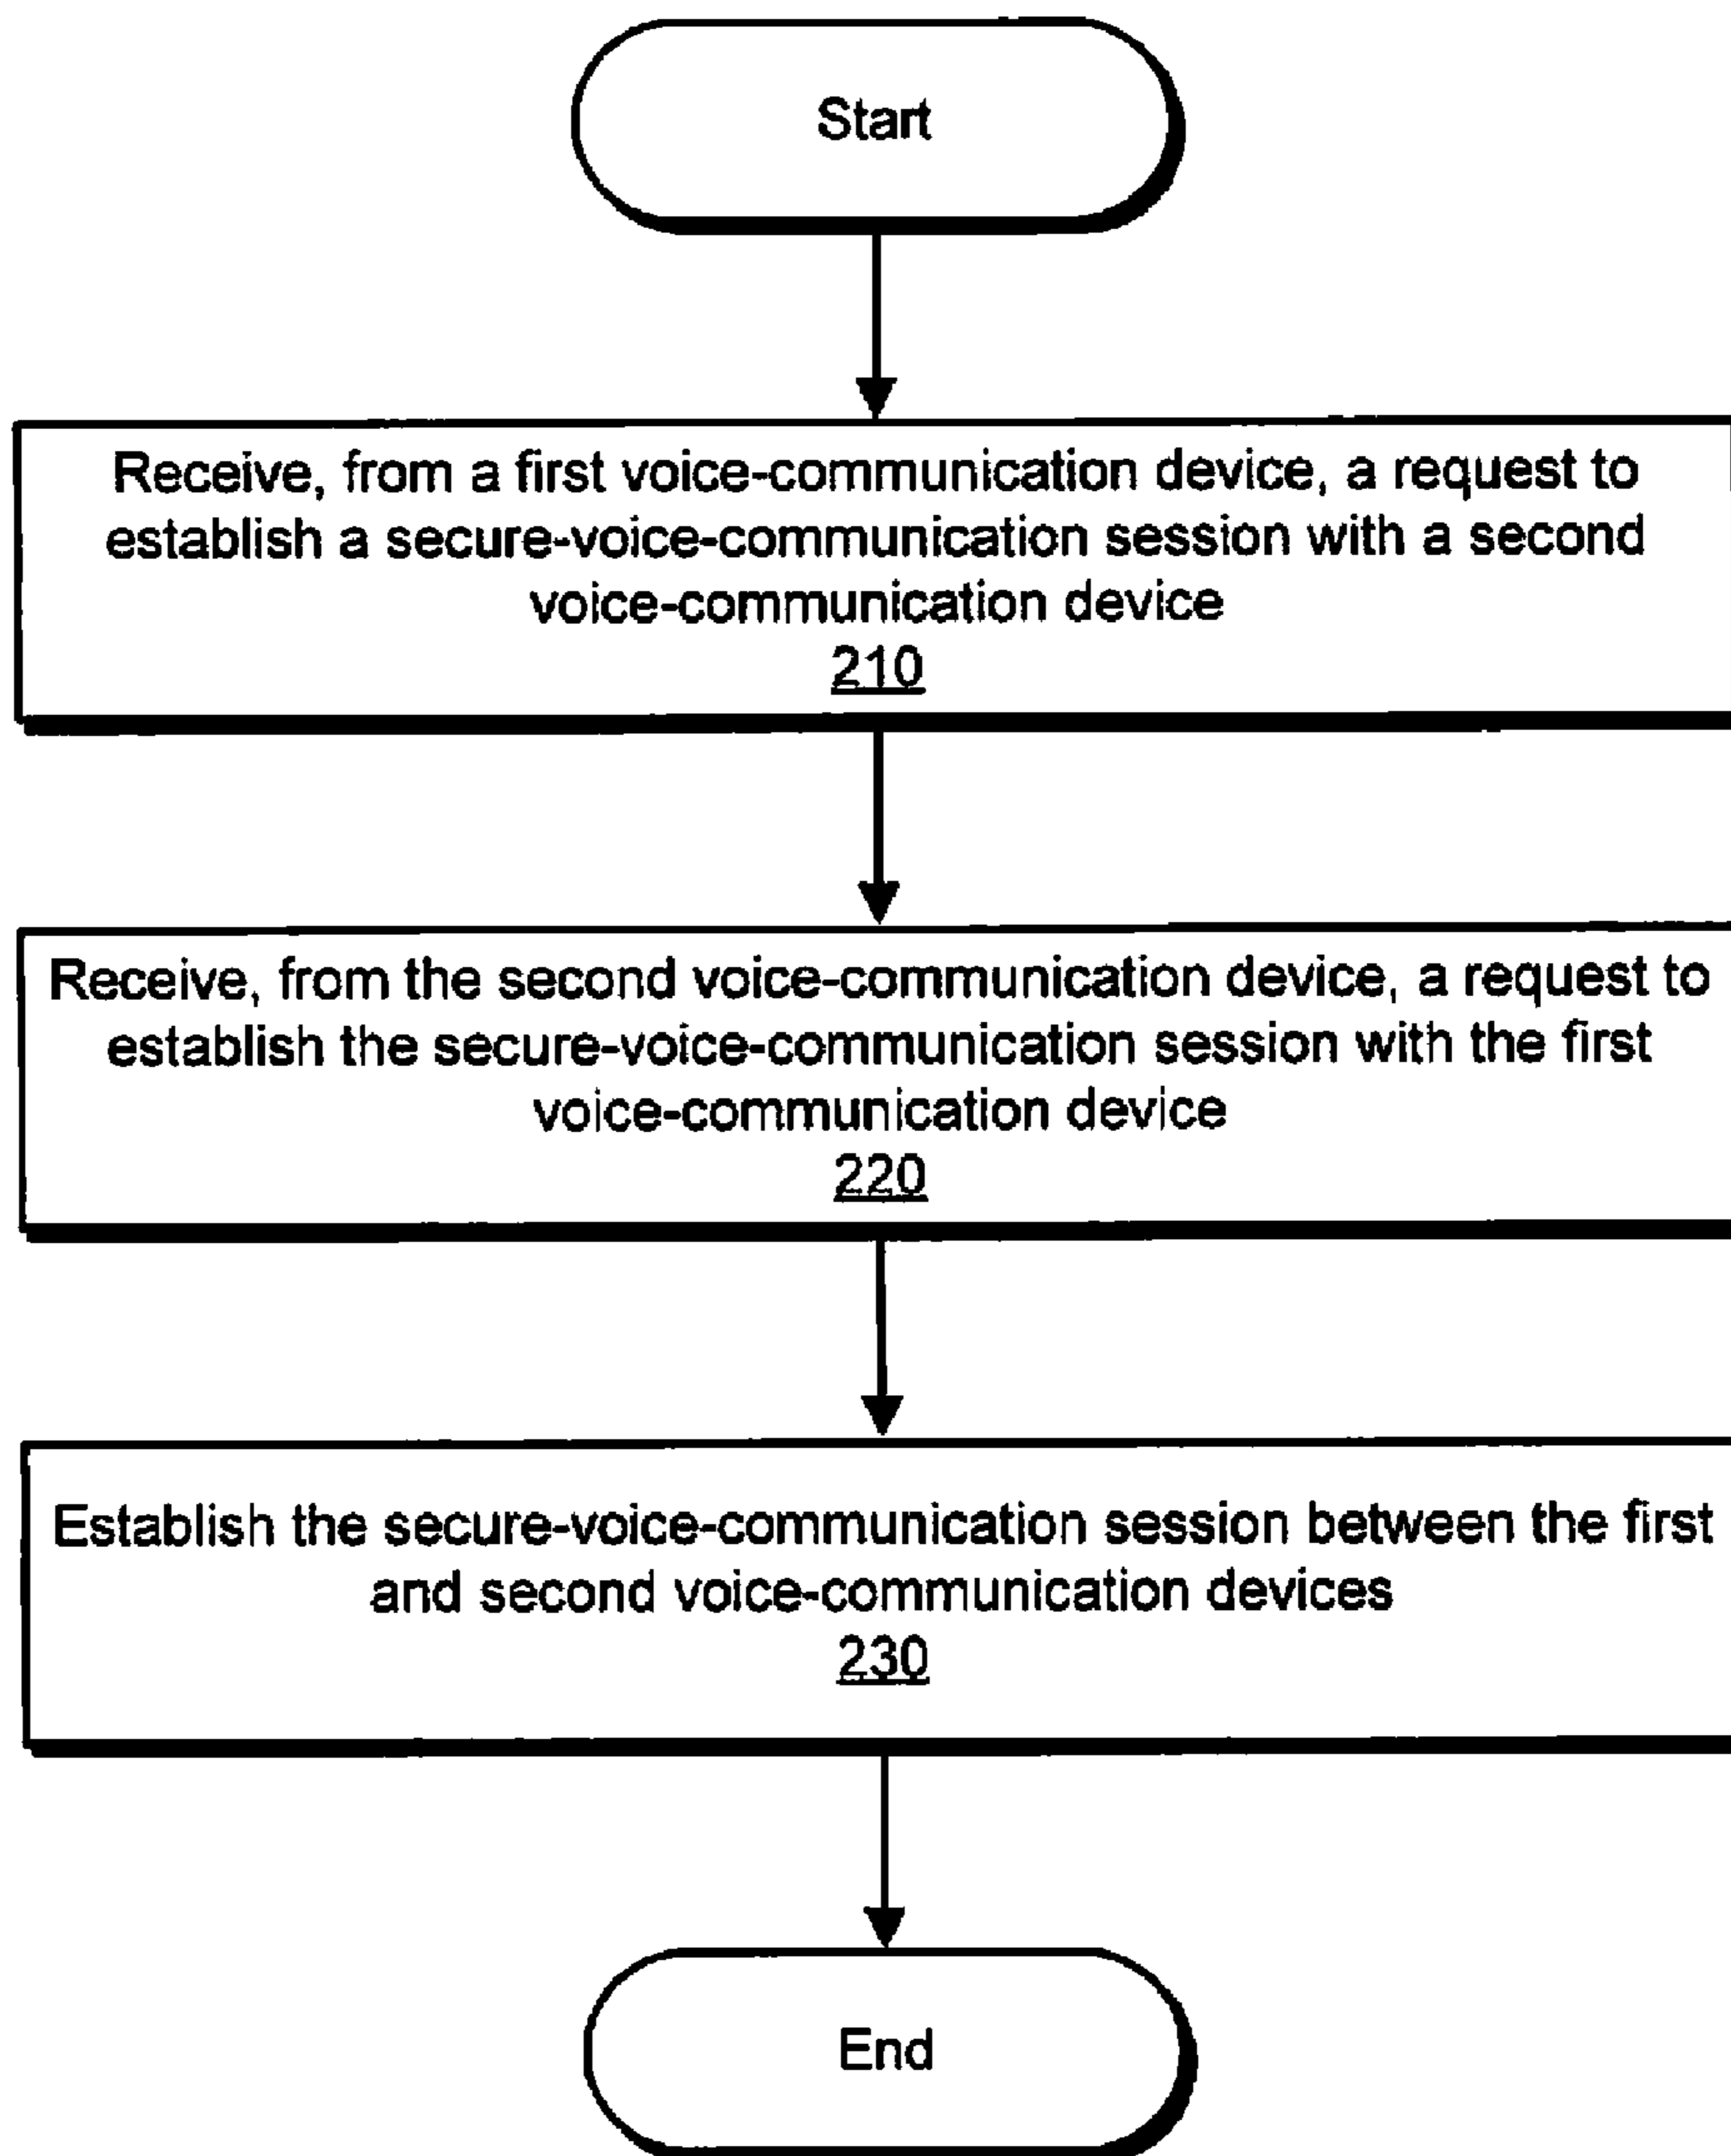 Start
Receive, from a first voice-communication device, a request to
establish a secure-voice-communication session with a second
voice-communication device
210
Receive, from the second voice-communication device, a request to
establish the secure-voice-communication session with the first
voice-communication device
220
Establish the secure-voice-communication session between the first
and second voice-communication devices
230
End